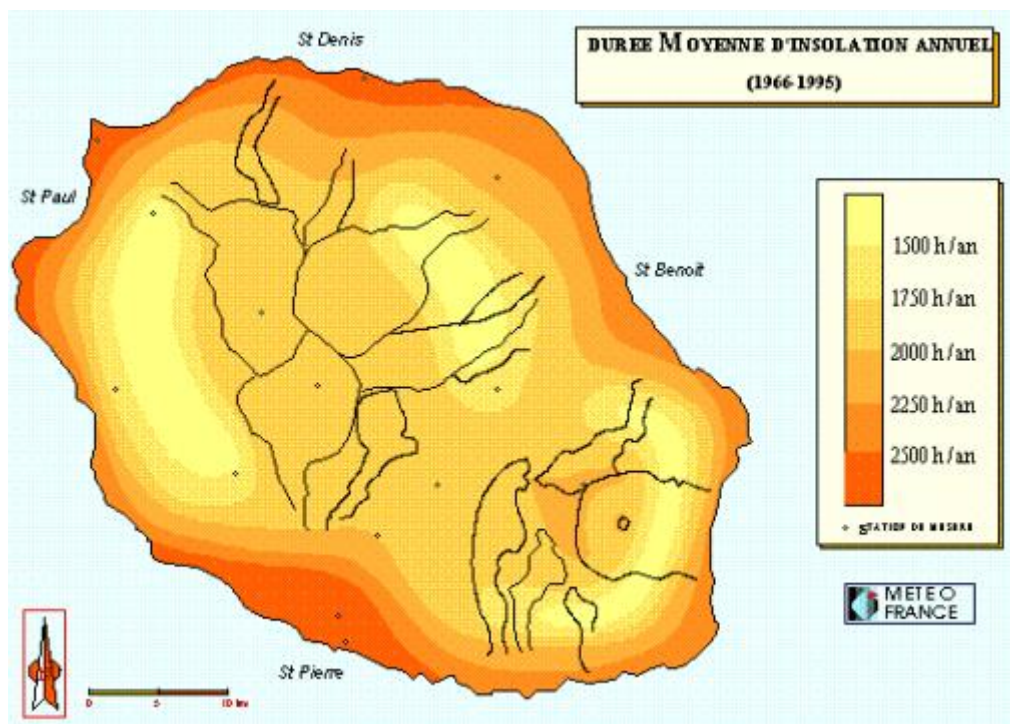 St Denis
DUREE MOYENNE D'INSOLATION ANNUEL
(1966-1995)
St Paul
St Benoit
1500 h/an
1750 h/an
2000 h/an
2250 h/an
2500 h/an
STATION DE MESURE
METEO
FRANCE
St Pierre
0 5 10 km